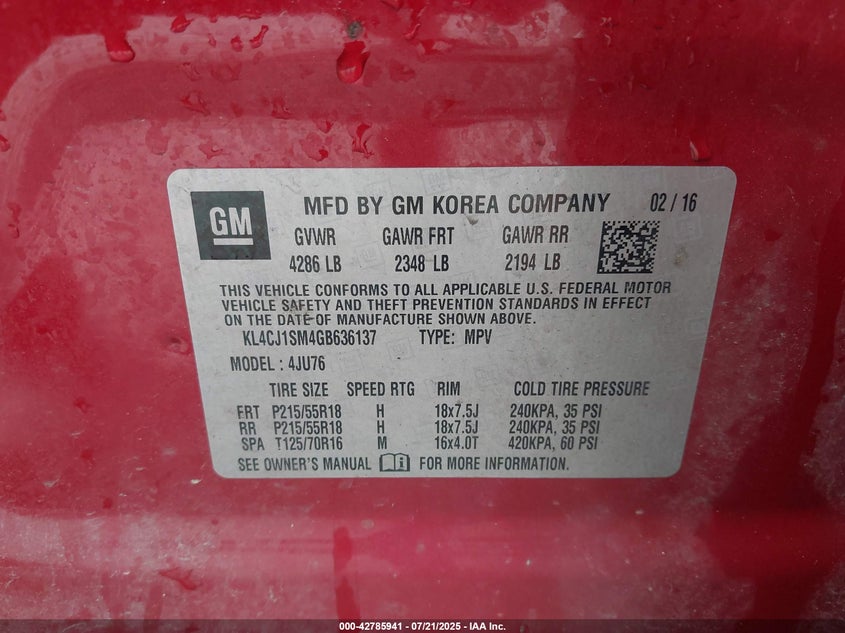 GM
MFD BY GM KOREA COMPANY 02 / 16
GVWR GAWR FRT GAWR RR
4286 LB 2348 LB 2194 LB
THIS VEHICLE CONFORMS TO ALL APPLICABLE U.S. FEDERAL MOTOR
VEHICLE SAFETY AND THEFT PREVENTION STANDARDS IN EFFECT
ON THE DATE OF MANUFACTURE SHOWN ABOVE.
KL4CJ1SM4GB636137 TYPE: MPV
MODEL : 4JU76
TIRE SIZE SPEED RTG RIM COLD TIRE PRESSURE
FRT P215/55R18 H 18x7.5J 240KPA, 35 PSI
RR P215/55R18 H 18x7.5J 240KPA, 35 PSI
SPA T125/70R16 M 16x4.0T 420KPA, 60 PSI
SEE OWNER'S MANUAL FOR MORE INFORMATION.
000-42785941 / 07/21/2025 - IAA Inc.